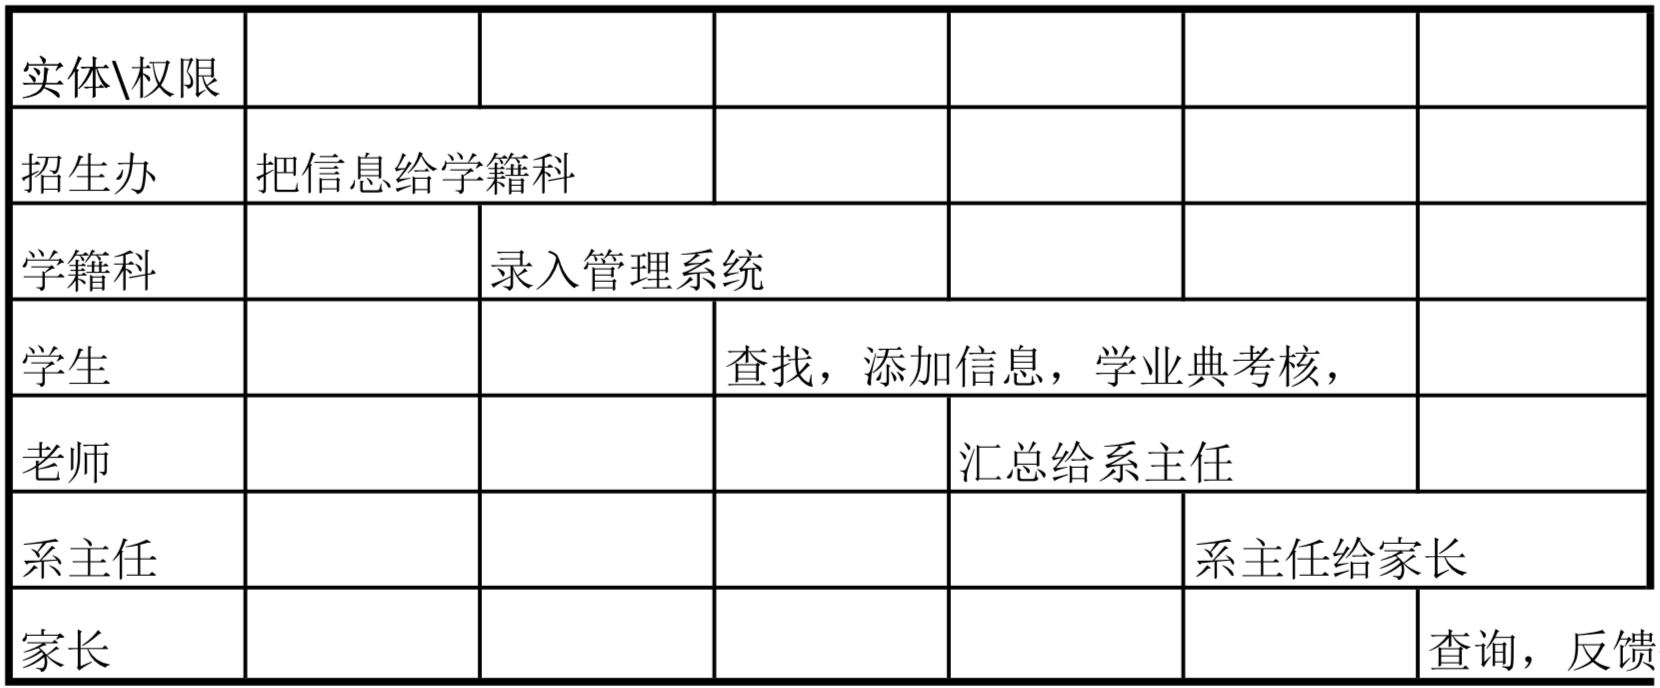 实体\权限
招生办 把信息给学籍科
学籍科 录入管理系统
学生 查找，添加信息，学业典考核，
老师 汇总给系主任
系主任 系主任给家长
家长 查询，反馈